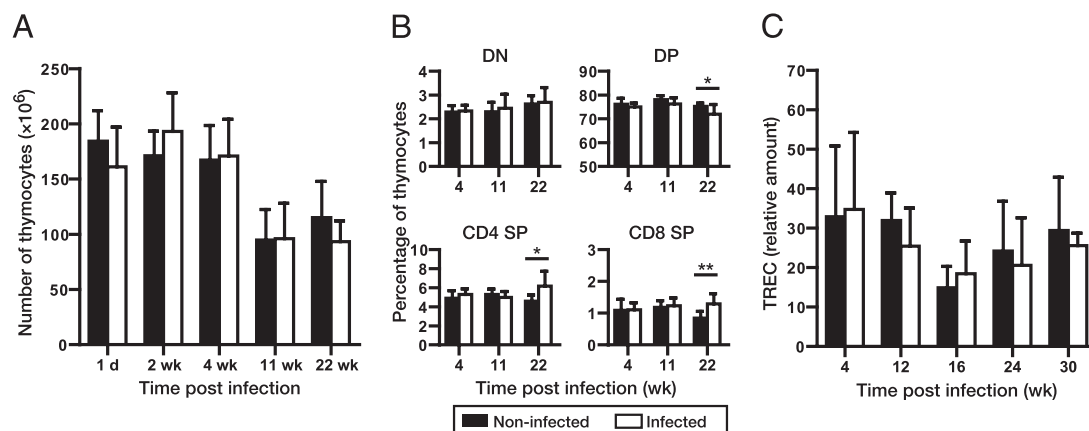 A
Number of thymocytes (×10⁶)
250
200
150
100
50
0
1 d 2 wk 4 wk 11 wk 22 wk
Time post infection
B
Percentage of thymocytes
DN
4
3
2
1
0
4 11 22
DP
90
80
70
60
50
*
4 11 22
CD4 SP
10
8
6
4
2
0
*
4 11 22
CD8 SP
3
2
1
0
**
4 11 22
Time post infection (wk)
Non-infected Infected
C
TREC (relative amount)
70
60
50
40
30
20
10
0
4 12 16 24 30
Time post infection (wk)